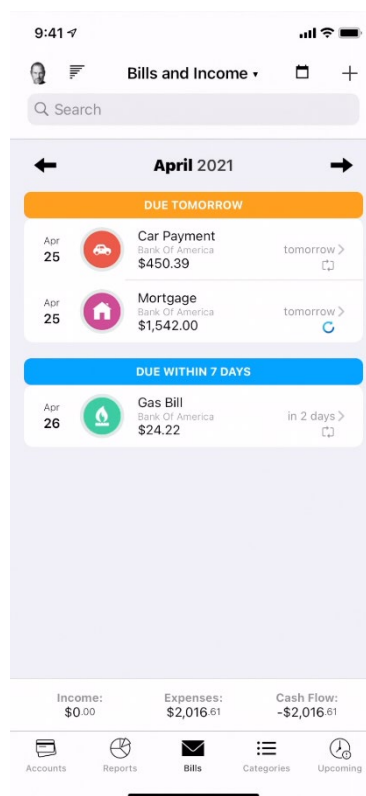 9:41
Bills and Income
Search
April 2021
DUE TOMORROW
Apr
25
Car Payment
Bank Of America
$450.39
tomorrow
Apr
25
Mortgage
Bank Of America
$1,542.00
tomorrow
DUE WITHIN 7 DAYS
Apr
26
Gas Bill
Bank Of America
$24.22
in 2 days
Income: Expenses: Cash Flow:
$0.00 $2,016.61 -$2,016.61
Accounts Reports Bills Categories Upcoming